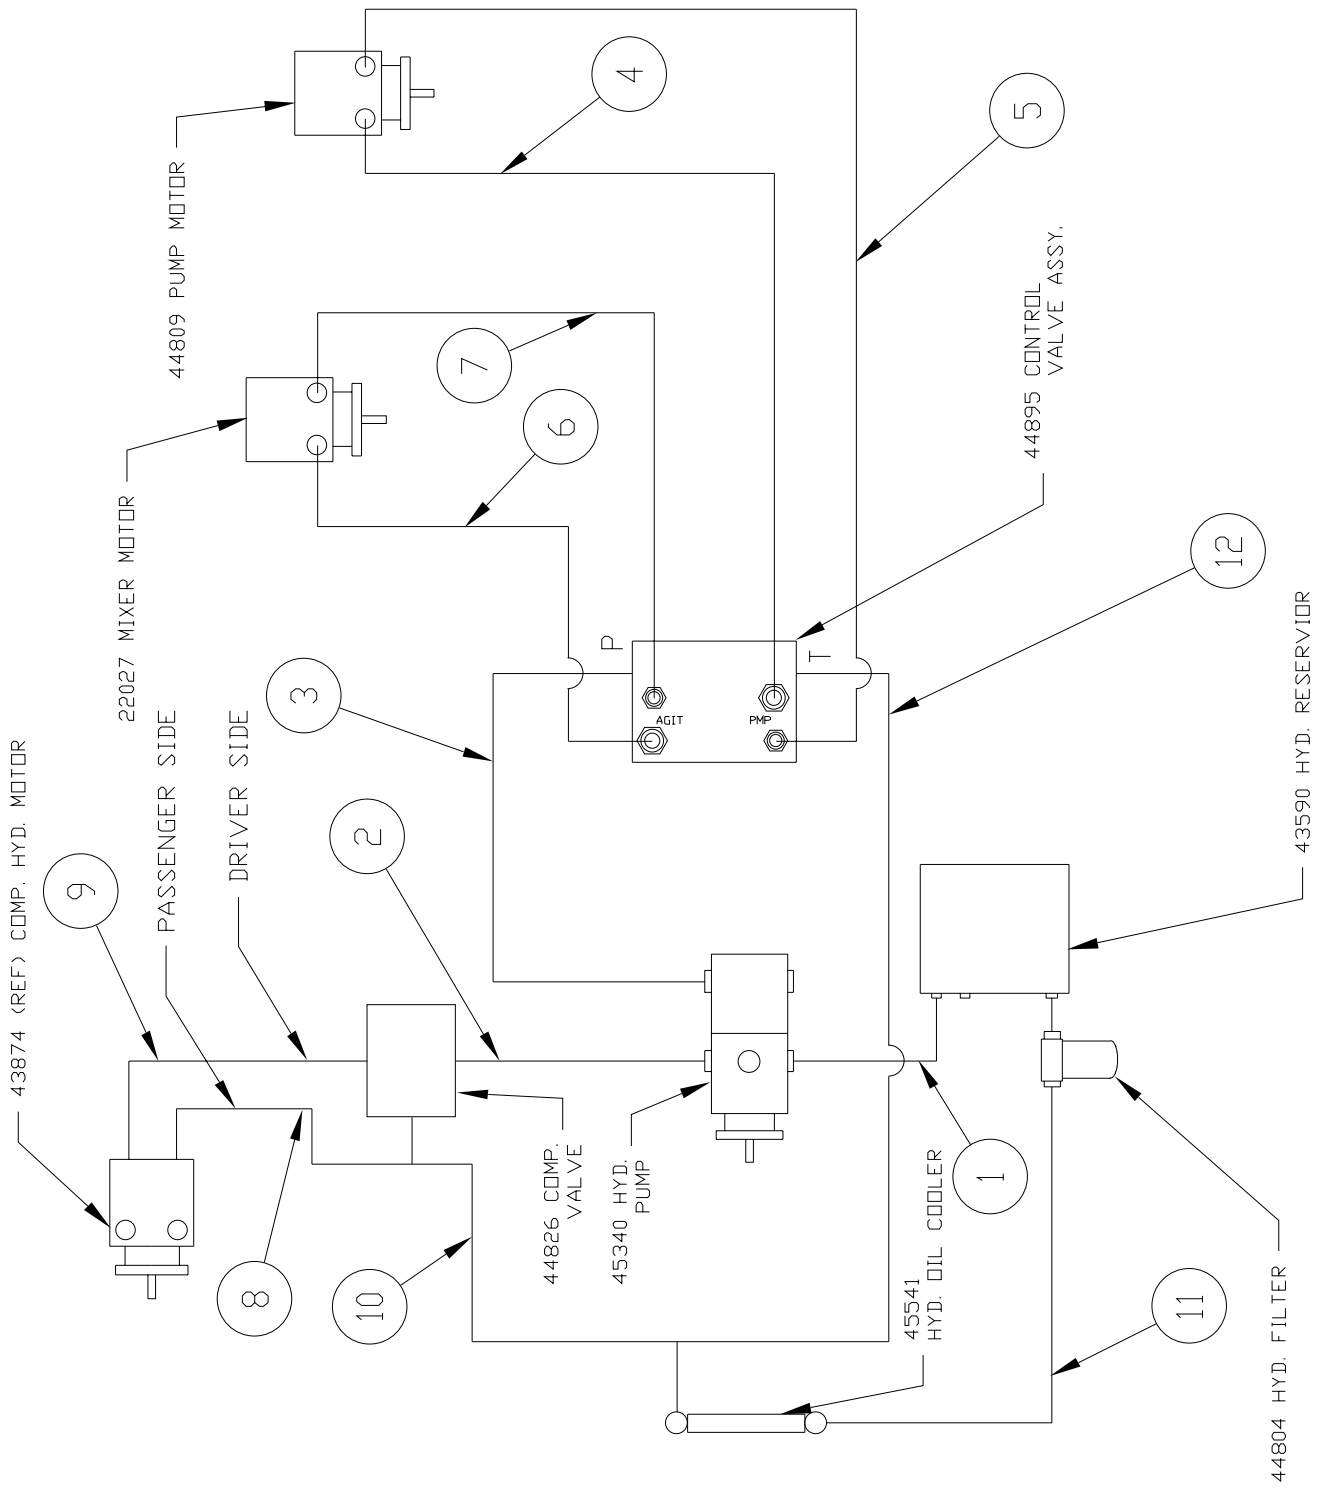 43874 (REF) COMP. HYD. MOTOR
9
PASSENGER SIDE
DRIVER SIDE
22027 MIXER MOTOR
44809 PUMP MOTOR
8
10
2
3
7
6
4
5
44826 COMP.
VALVE
45340 HYD.
PUMP
P
AGIT
PMP
T
44895 CONTROL
VALVE ASSY.
45541
HYD. OIL COOLER
1
12
11
44804 HYD. FILTER
43590 HYD. RESERVIOR